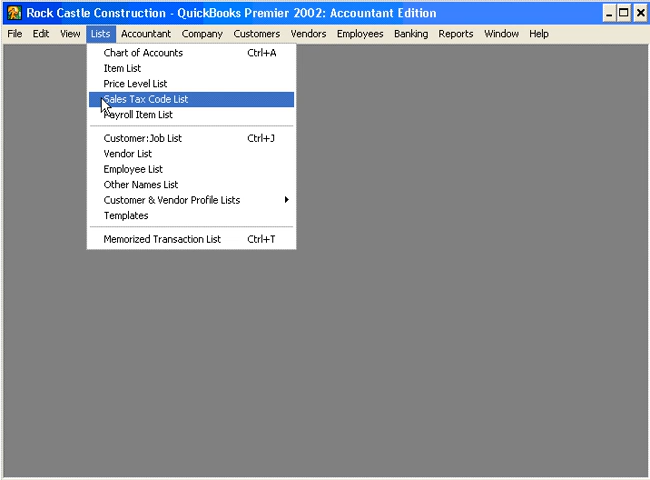 Rock Castle Construction - QuickBooks Premier 2002: Accountant Edition
File Edit View Lists Accountant Company Customers Vendors Employees Banking Reports Window Help
Chart of Accounts Ctrl+A
Item List
Price Level List
Sales Tax Code List
Payroll Item List
Customer:Job List Ctrl+J
Vendor List
Employee List
Other Names List
Customer & Vendor Profile Lists
Templates
Memorized Transaction List Ctrl+T